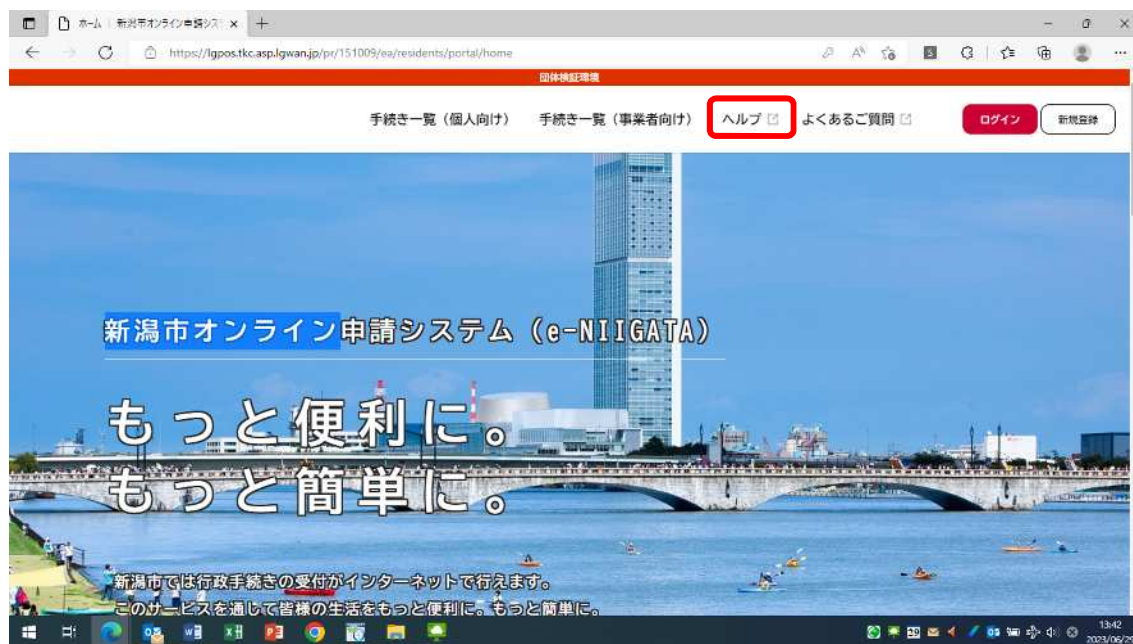 ホーム | 新潟市オンライン申請シス
https://lgpos.tkc.asp.lgwan.jp/pr/151009/ea/residents/portal/home
団体検証環境
手続き一覧（個人向け） 手続き一覧（事業者向け） ヘルプ よくあるご質問 ログイン 新規登録
新潟市オンライン申請システム（e-NIIGATA）
もっと便利に。
もっと簡単に。
新潟市では行政手続きの受付がインターネットで行えます。
このサービスを通じて皆様の生活をもっと便利に。もっと簡単に。
13:42